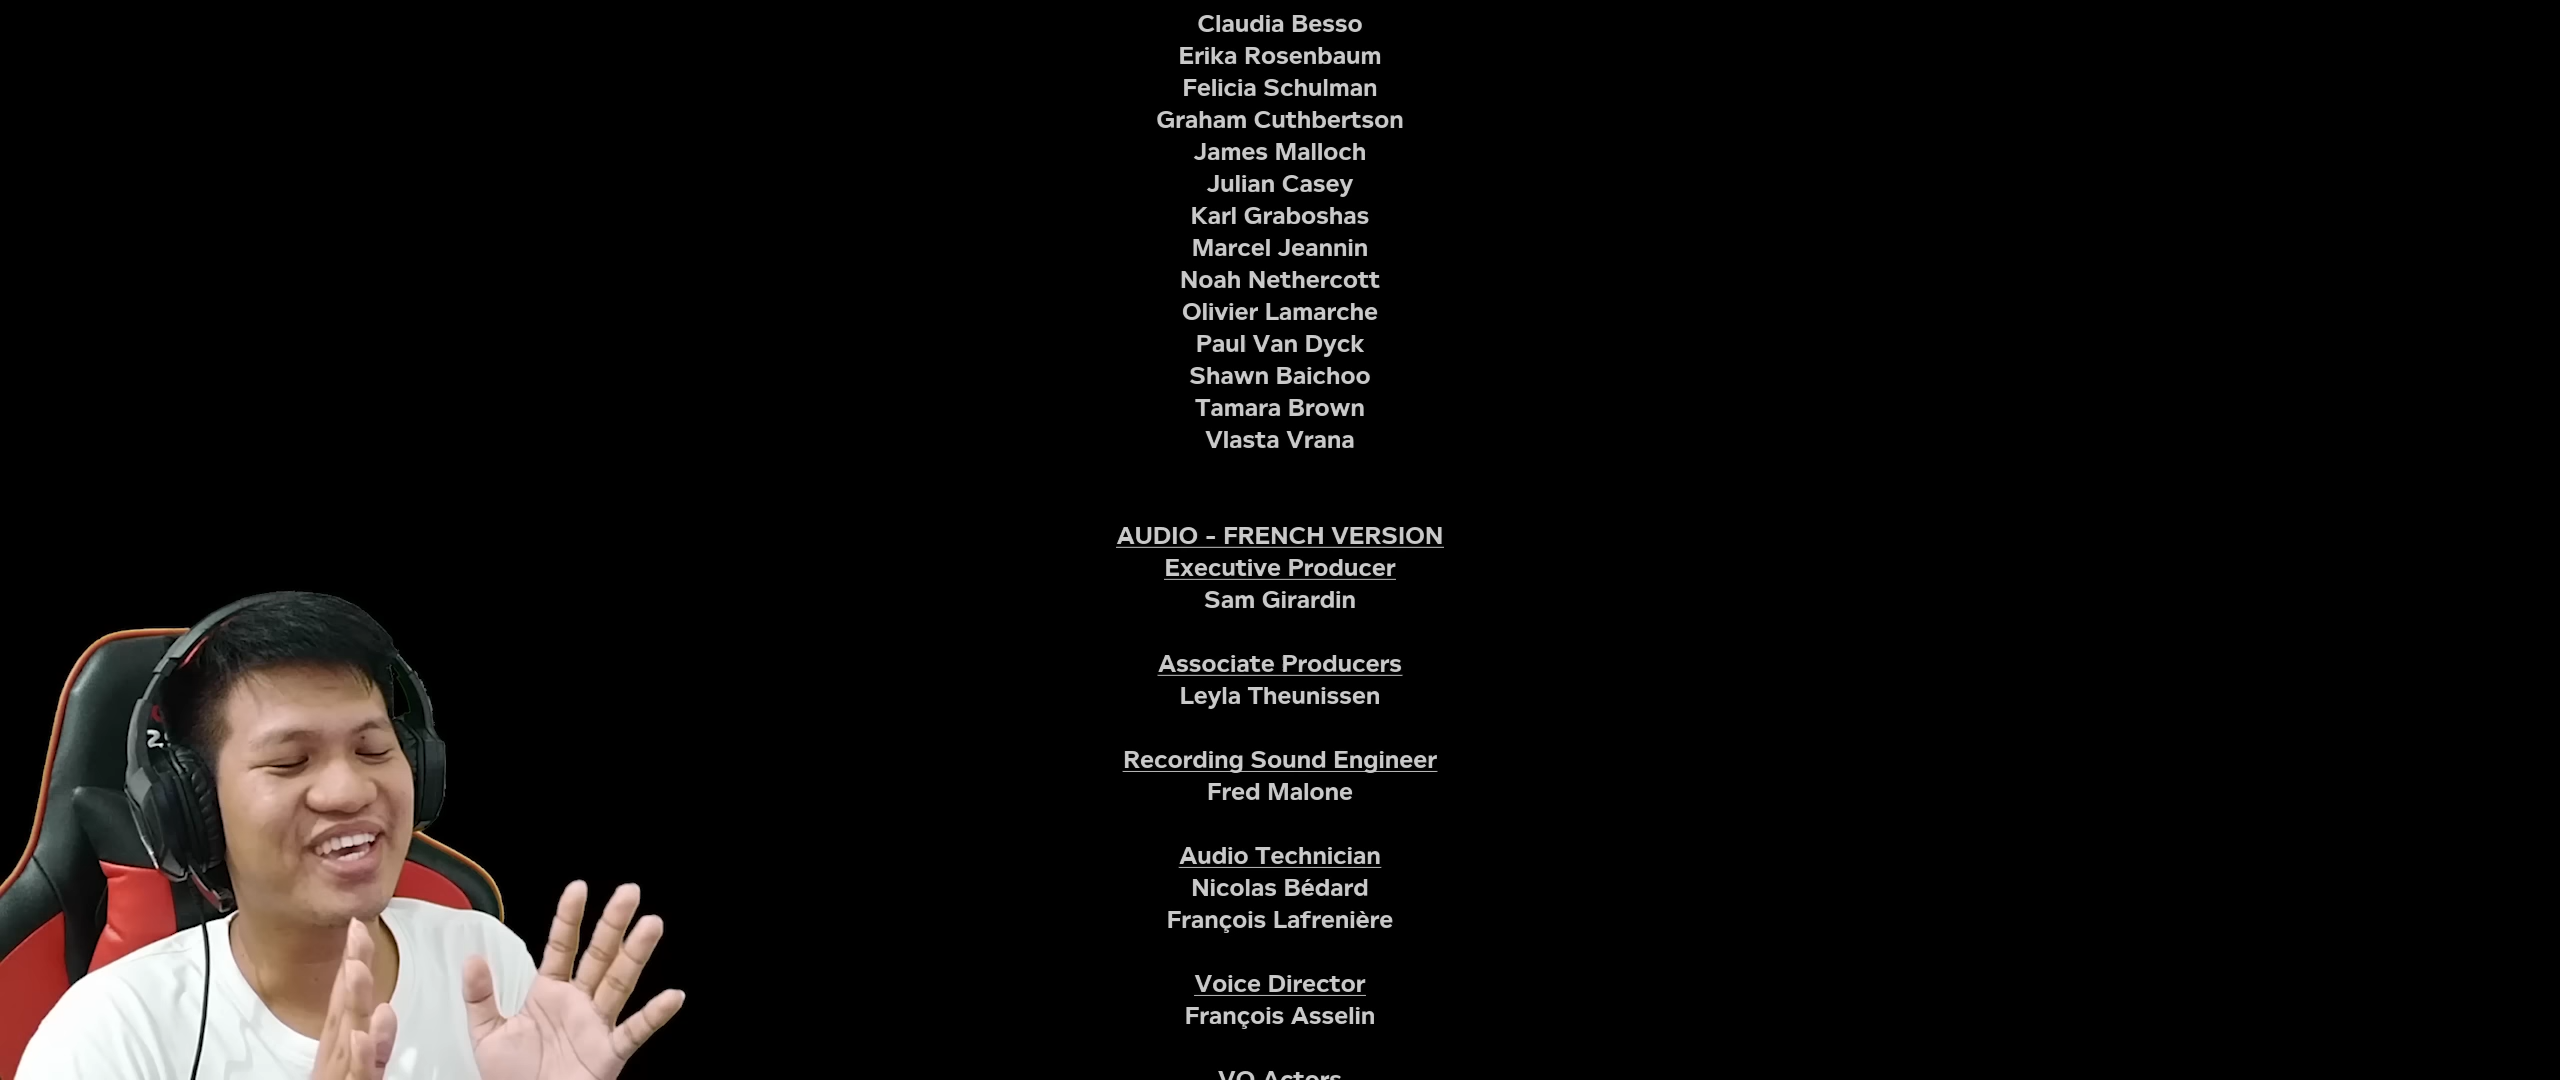 Claudia Besso
Erika Rosenbaum
Felicia Schulman
Graham Cuthbertson
James Malloch
Julian Casey
Karl Graboshas
Marcel Jeannin
Noah Nethercott
Olivier Lamarche
Paul Van Dyck
Shawn Baichoo
Tamara Brown
Vlasta Vrana
AUDIO - FRENCH VERSION
Executive Producer
Sam Girardin
Associate Producers
Leyla Theunissen
Recording Sound Engineer
Fred Malone
Audio Technician
Nicolas Bédard
François Lafrenière
Voice Director
François Asselin
VO Actors